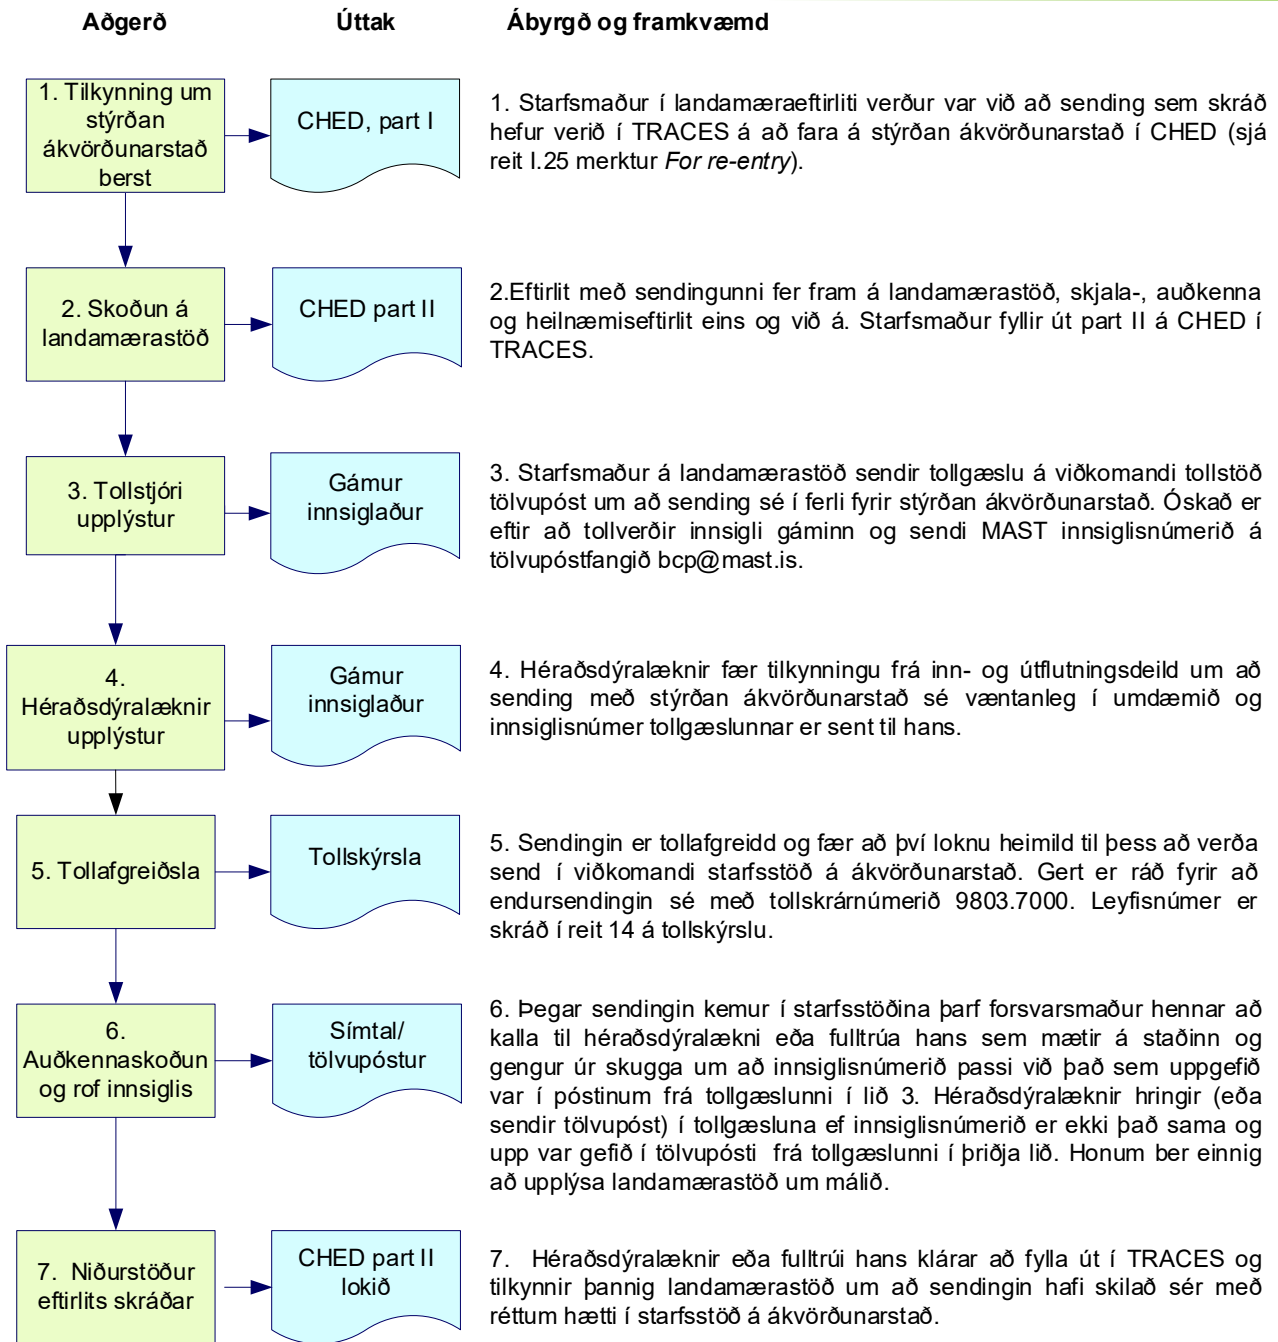 Aðgerð Úttak Ábyrgð og framkvæmd
1. Tilkynning um
stýrðan
ákvörðunarstað
berst
CHED, part I
1. Starfsmaður í landamæraeftirliti verður var við að sending sem skráð
hefur verið í TRACES á að fara á stýrðan ákvörðunarstað í CHED (sjá
reit I.25 merktur For re-entry).
2. Skoðun á
landamærastöð
CHED part II
2.Eftirlit með sendingunni fer fram á landamærastöð, skjala-, auðkenna
og heilnæmiseftirlit eins og við á. Starfsmaður fyllir út part II á CHED í
TRACES.
3. Tollstjóri
upplýstur
Gámur
innsiglaður
3. Starfsmaður á landamærastöð sendir tollgæslu á viðkomandi tollstöð
tölvupóst um að sending sé í ferli fyrir stýrðan ákvörðunarstað. Óskað er
eftir að tollverðir innsigli gáminn og sendi MAST innsiglisnúmerið á
tölvupóstfangið bcp@mast.is.
4.
Héraðsdýralæknir
upplýstur
Gámur
innsiglaður
4. Héraðsdýralæknir fær tilkynningu frá inn- og útflutningsdeild um að
sending með stýrðan ákvörðunarstað sé væntanleg í umdæmið og
innsiglisnúmer tollgæslunnar er sent til hans.
5. Tollafgreiðsla
Tollskýrsla
5. Sendingin er tollafgreidd og fær að því loknu heimild til þess að verða
send í viðkomandi starfsstöð á ákvörðunarstað. Gert er ráð fyrir að
endursendingin sé með tollskrárnúmerið 9803.7000. Leyfisnúmer er
skráð í reit 14 á tollskýrslu.
6.
Auðkennaskoðun
og rof innsiglis
Símtal/
tölvupóstur
6. Þegar sendingin kemur í starfsstöðina þarf forsvarsmaður hennar að
kalla til héraðsdýralækni eða fulltrúa hans sem mætir á staðinn og
gengur úr skugga um að innsiglisnúmerið passi við það sem uppgefið
var í póstinum frá tollgæslunni í lið 3. Héraðsdýralæknir hringir (eða
sendir tölvupóst) í tollgæsluna ef innsiglisnúmerið er ekki það sama og
upp var gefið í tölvupósti frá tollgæslunni í þriðja lið. Honum ber einnig
að upplýsa landamærastöð um málið.
7. Niðurstöður
eftirlits skráðar
CHED part II
lokið
7. Héraðsdýralæknir eða fulltrúi hans klárar að fylla út í TRACES og
tilkynnir þannig landamærastöð um að sendingin hafi skilað sér með
réttum hætti í starfsstöð á ákvörðunarstað.